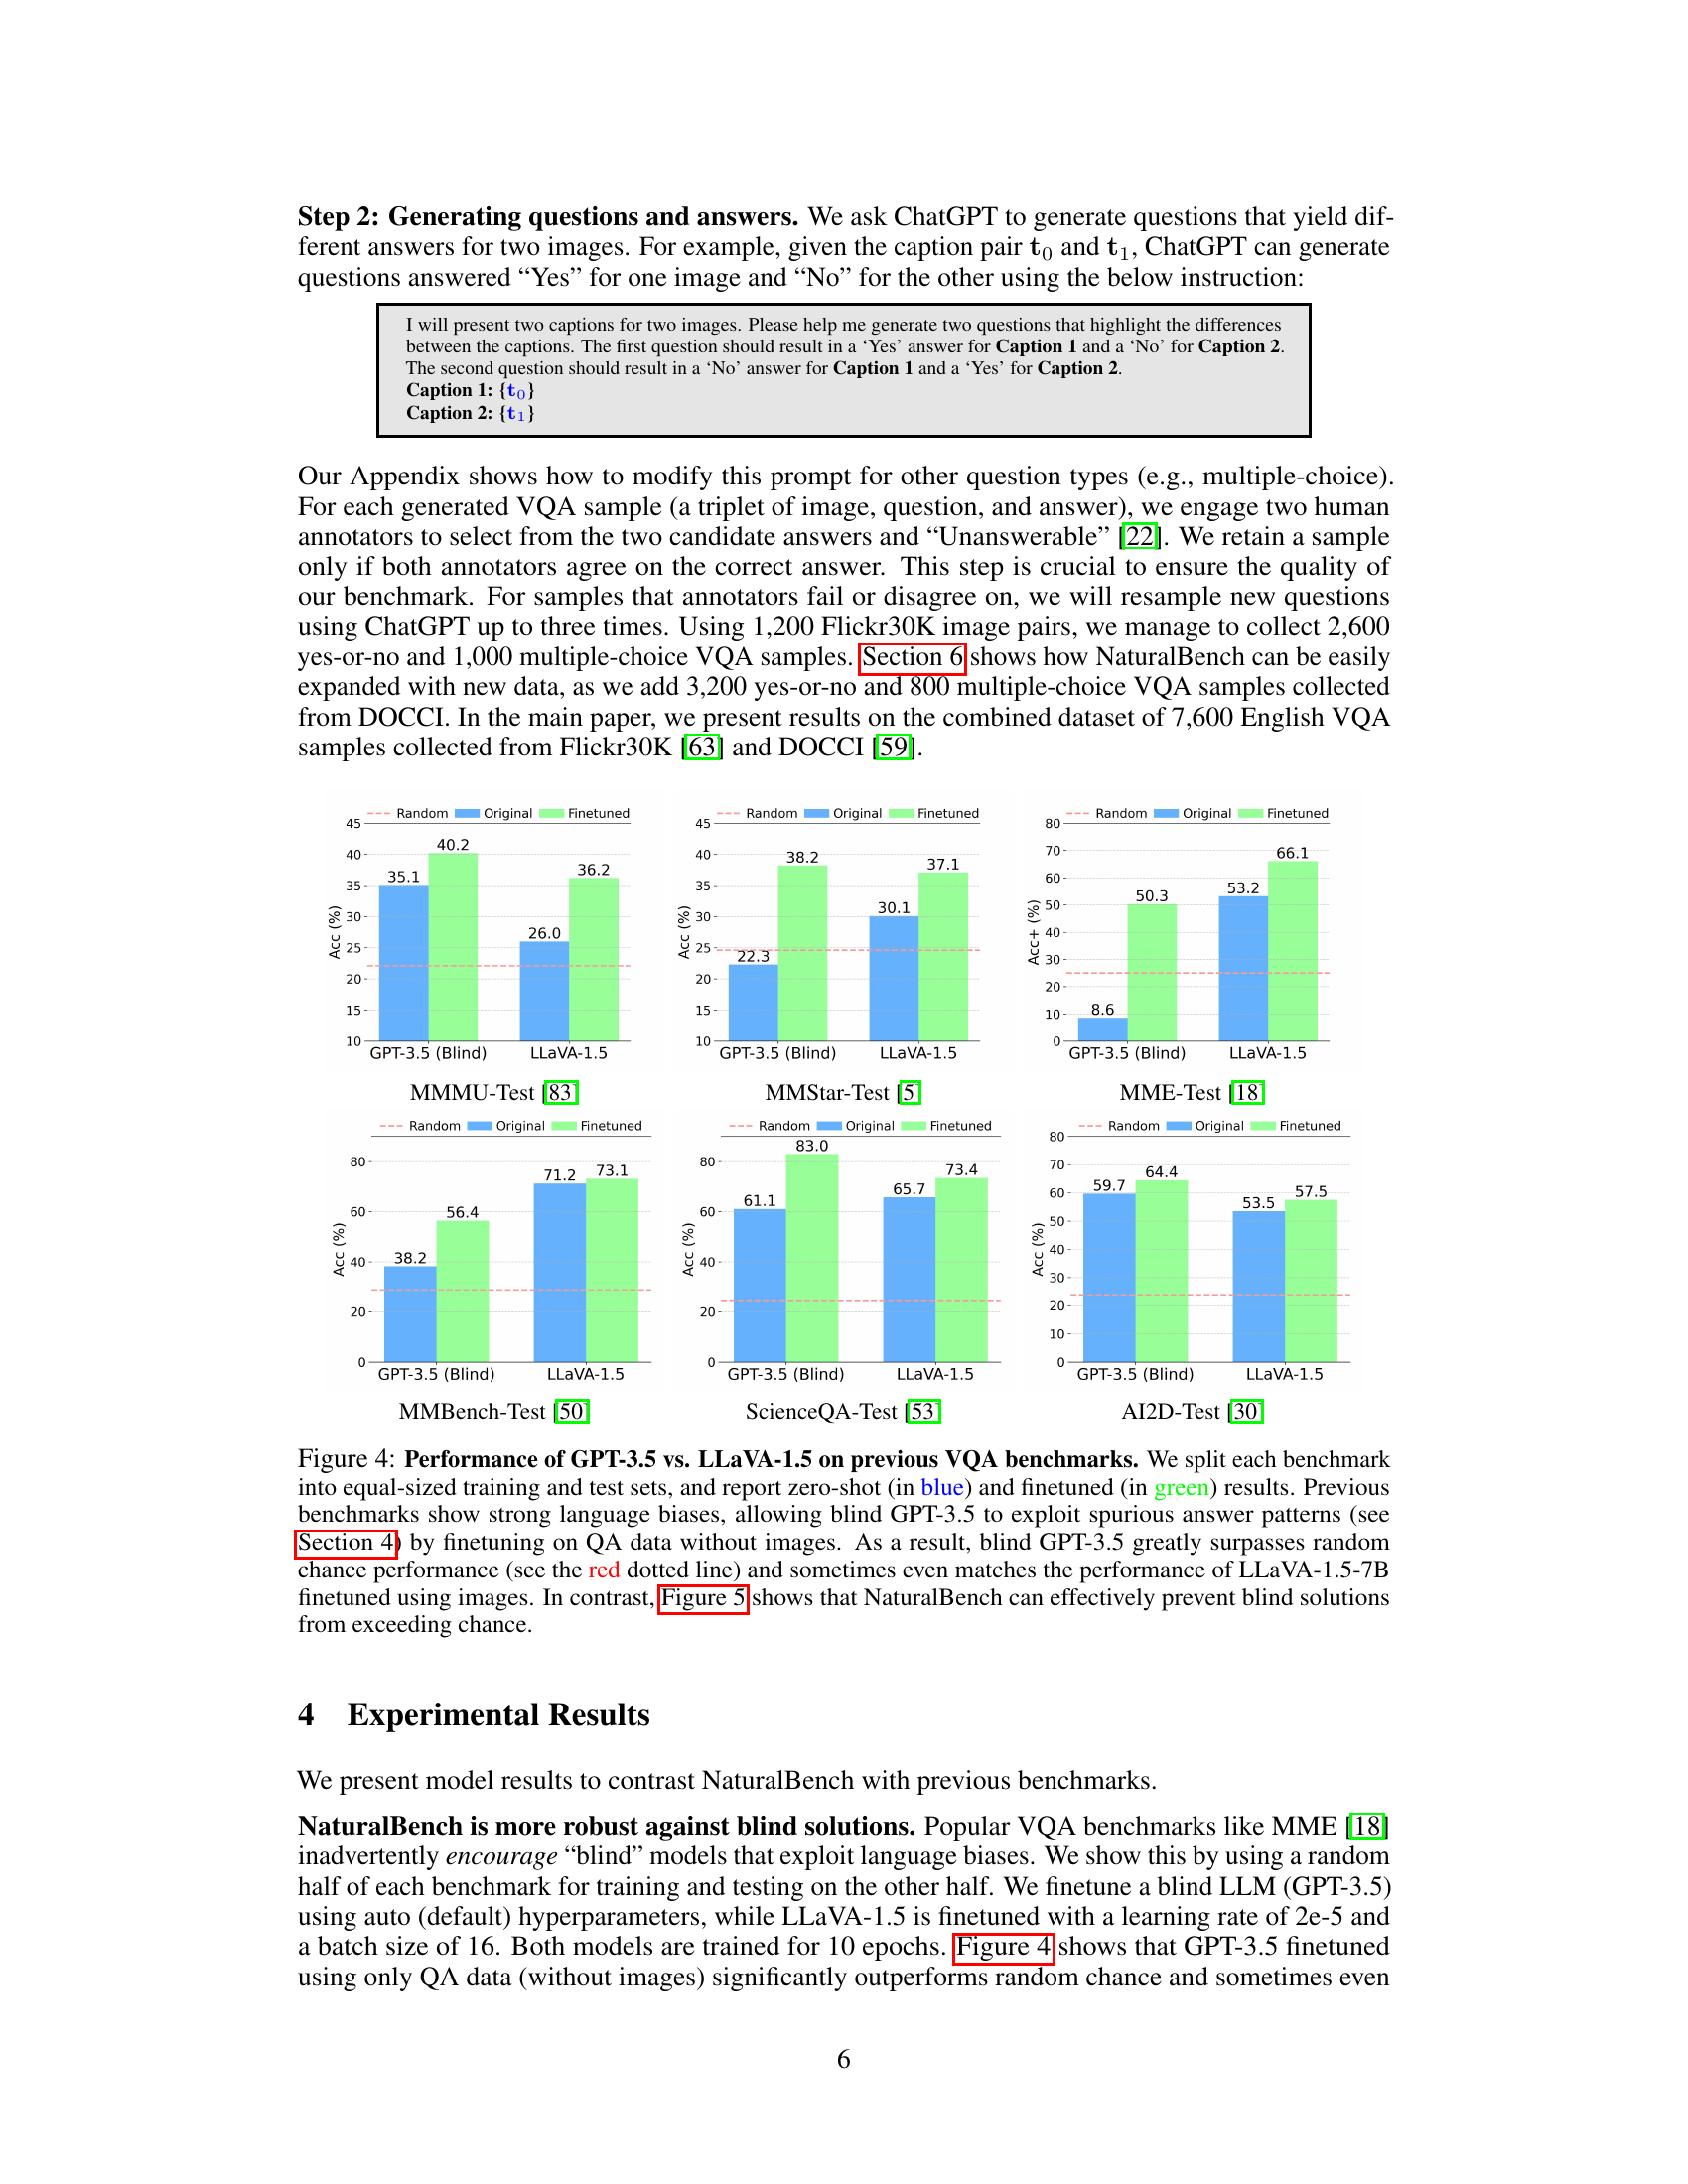 Step 2: Generating questions and answers. We ask ChatGPT to generate questions that yield dif-
ferent answers for two images. For example, given the caption pair t0 and t1, ChatGPT can generate
questions answered “Yes” for one image and “No” for the other using the below instruction:
I will present two captions for two images. Please help me generate two questions that highlight the differences
between the captions. The first question should result in a ‘Yes’ answer for Caption 1 and a ‘No’ for Caption 2.
The second question should result in a ‘No’ answer for Caption 1 and a ‘Yes’ for Caption 2.
Caption 1: {t0}
Caption 2: {t1}
Our Appendix shows how to modify this prompt for other question types (e.g., multiple-choice).
For each generated VQA sample (a triplet of image, question, and answer), we engage two human
annotators to select from the two candidate answers and “Unanswerable” [22]. We retain a sample
only if both annotators agree on the correct answer. This step is crucial to ensure the quality of
our benchmark. For samples that annotators fail or disagree on, we will resample new questions
using ChatGPT up to three times. Using 1,200 Flickr30K image pairs, we manage to collect 2,600
yes-or-no and 1,000 multiple-choice VQA samples. Section 6 shows how NaturalBench can be easily
expanded with new data, as we add 3,200 yes-or-no and 800 multiple-choice VQA samples collected
from DOCCI. In the main paper, we present results on the combined dataset of 7,600 English VQA
samples collected from Flickr30K [63] and DOCCI [59].
Random Original Finetuned
45
40
35
30
25
20
15
10
Acc (%)
35.1 40.2 26.0 36.2
GPT-3.5 (Blind) LLaVA-1.5
MMMU-Test [83]
Random Original Finetuned
45
40
35
30
25
20
15
10
Acc (%)
22.3 38.2 30.1 37.1
GPT-3.5 (Blind) LLaVA-1.5
MMStar-Test [5]
Random Original Finetuned
80
70
60
50
40
30
20
10
0
Acc+ (%)
8.6 50.3 53.2 66.1
GPT-3.5 (Blind) LLaVA-1.5
MME-Test [18]
Random Original Finetuned
80
60
40
20
0
Acc (%)
38.2 56.4 71.2 73.1
GPT-3.5 (Blind) LLaVA-1.5
MMBench-Test [50]
Random Original Finetuned
80
60
40
20
0
Acc (%)
61.1 83.0 65.7 73.4
GPT-3.5 (Blind) LLaVA-1.5
ScienceQA-Test [53]
Random Original Finetuned
80
70
60
50
40
30
20
10
0
Acc (%)
59.7 64.4 53.5 57.5
GPT-3.5 (Blind) LLaVA-1.5
AI2D-Test [30]
Figure 4: Performance of GPT-3.5 vs. LLaVA-1.5 on previous VQA benchmarks. We split each benchmark
into equal-sized training and test sets, and report zero-shot (in blue) and finetuned (in green) results. Previous
benchmarks show strong language biases, allowing blind GPT-3.5 to exploit spurious answer patterns (see
Section 4) by finetuning on QA data without images. As a result, blind GPT-3.5 greatly surpasses random
chance performance (see the red dotted line) and sometimes even matches the performance of LLaVA-1.5-7B
finetuned using images. In contrast, Figure 5 shows that NaturalBench can effectively prevent blind solutions
from exceeding chance.
4 Experimental Results
We present model results to contrast NaturalBench with previous benchmarks.
NaturalBench is more robust against blind solutions. Popular VQA benchmarks like MME [18]
inadvertently encourage “blind” models that exploit language biases. We show this by using a random
half of each benchmark for training and testing on the other half. We finetune a blind LLM (GPT-3.5)
using auto (default) hyperparameters, while LLaVA-1.5 is finetuned with a learning rate of 2e-5 and
a batch size of 16. Both models are trained for 10 epochs. Figure 4 shows that GPT-3.5 finetuned
using only QA data (without images) significantly outperforms random chance and sometimes even
6